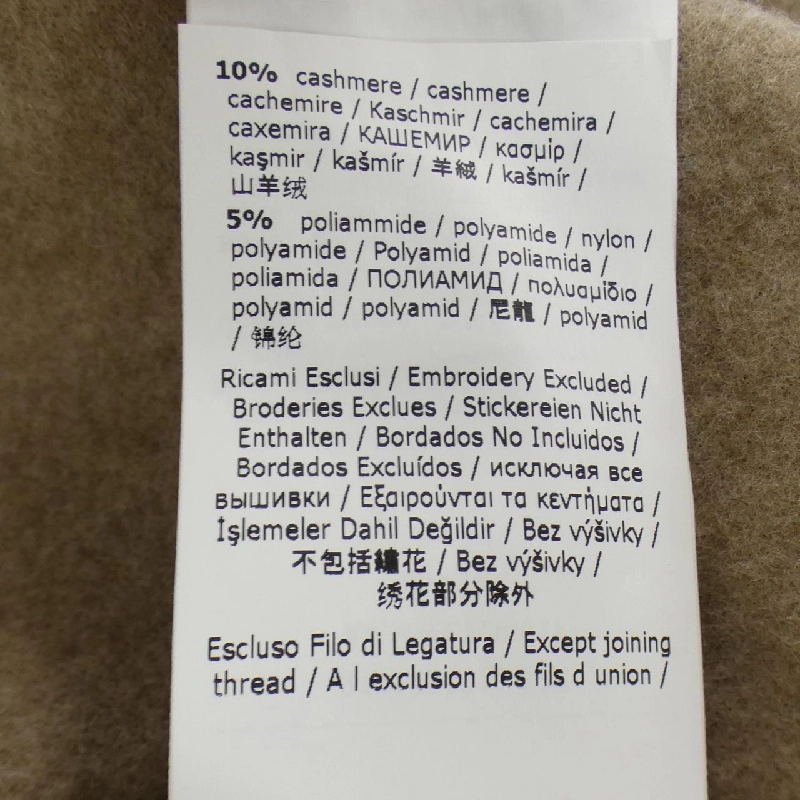 10% cashmere / cashmere /
cachemire / Kaschmir / cachemira /
caxemira / КАШЕМИР / κασμίρ /
kaşmir / kašmír / 羊絨 / kašmír /
山羊绒
5% poliammide / polyamide / nylon /
polyamide / Polyamid / poliamida /
poliamida / ПОЛИАМИД / πολυαμίδιο /
polyamid / polyamid / 尼龍 / polyamid
/ 锦纶
Ricami Esclusi / Embroidery Excluded /
Broderies Exclues / Stickereien Nicht
Enthalten / Bordados No Incluidos /
Bordados Excluídos / исключая все
вышивки / Εξαιρούνται τα κεντήματα /
İşlemeler Dahil Değildir / Bez výšivky /
不包括繡花 / Bez výšivky /
绣花部分除外
Escluso Filo di Legatura / Except joining
thread / A l exclusion des fils d union /